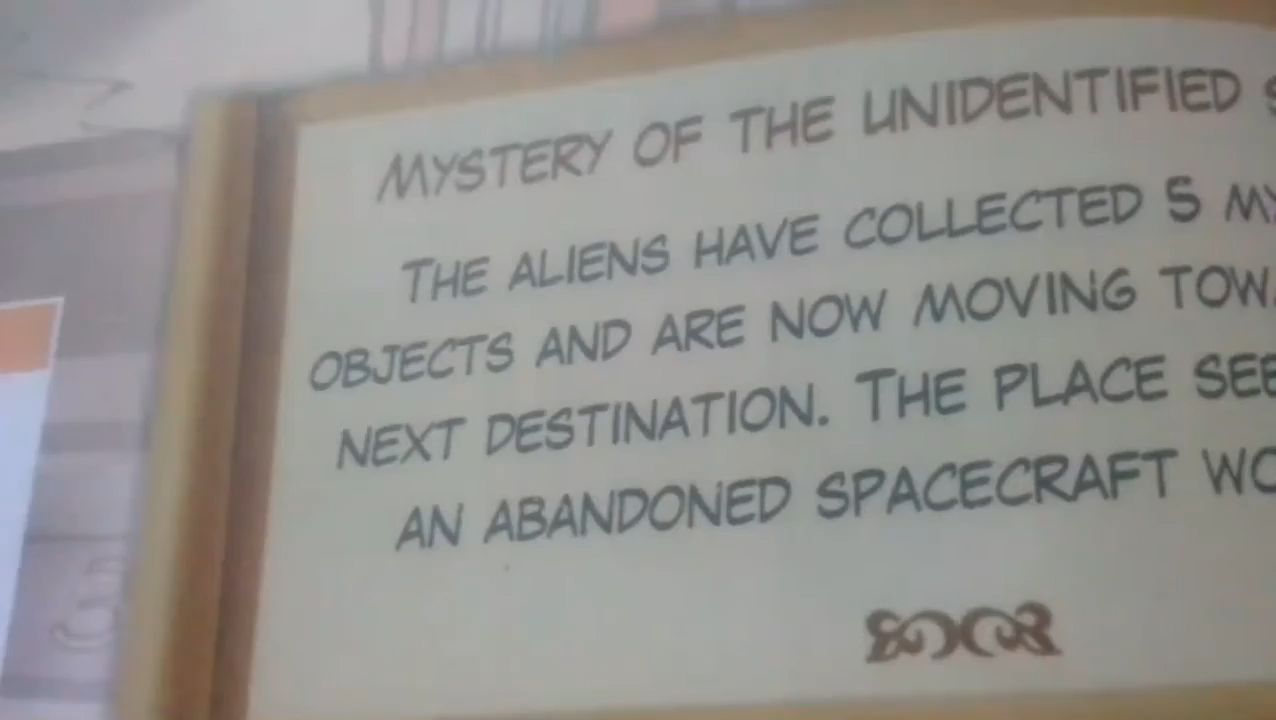 MYSTERY OF THE UNIDENTIFIED
THE ALIENS HAVE COLLECTED 5
OBJECTS AND ARE NOW MOVING
NEXT DESTINATION. THE PLACE
AN ABANDONED SPACECRAFT